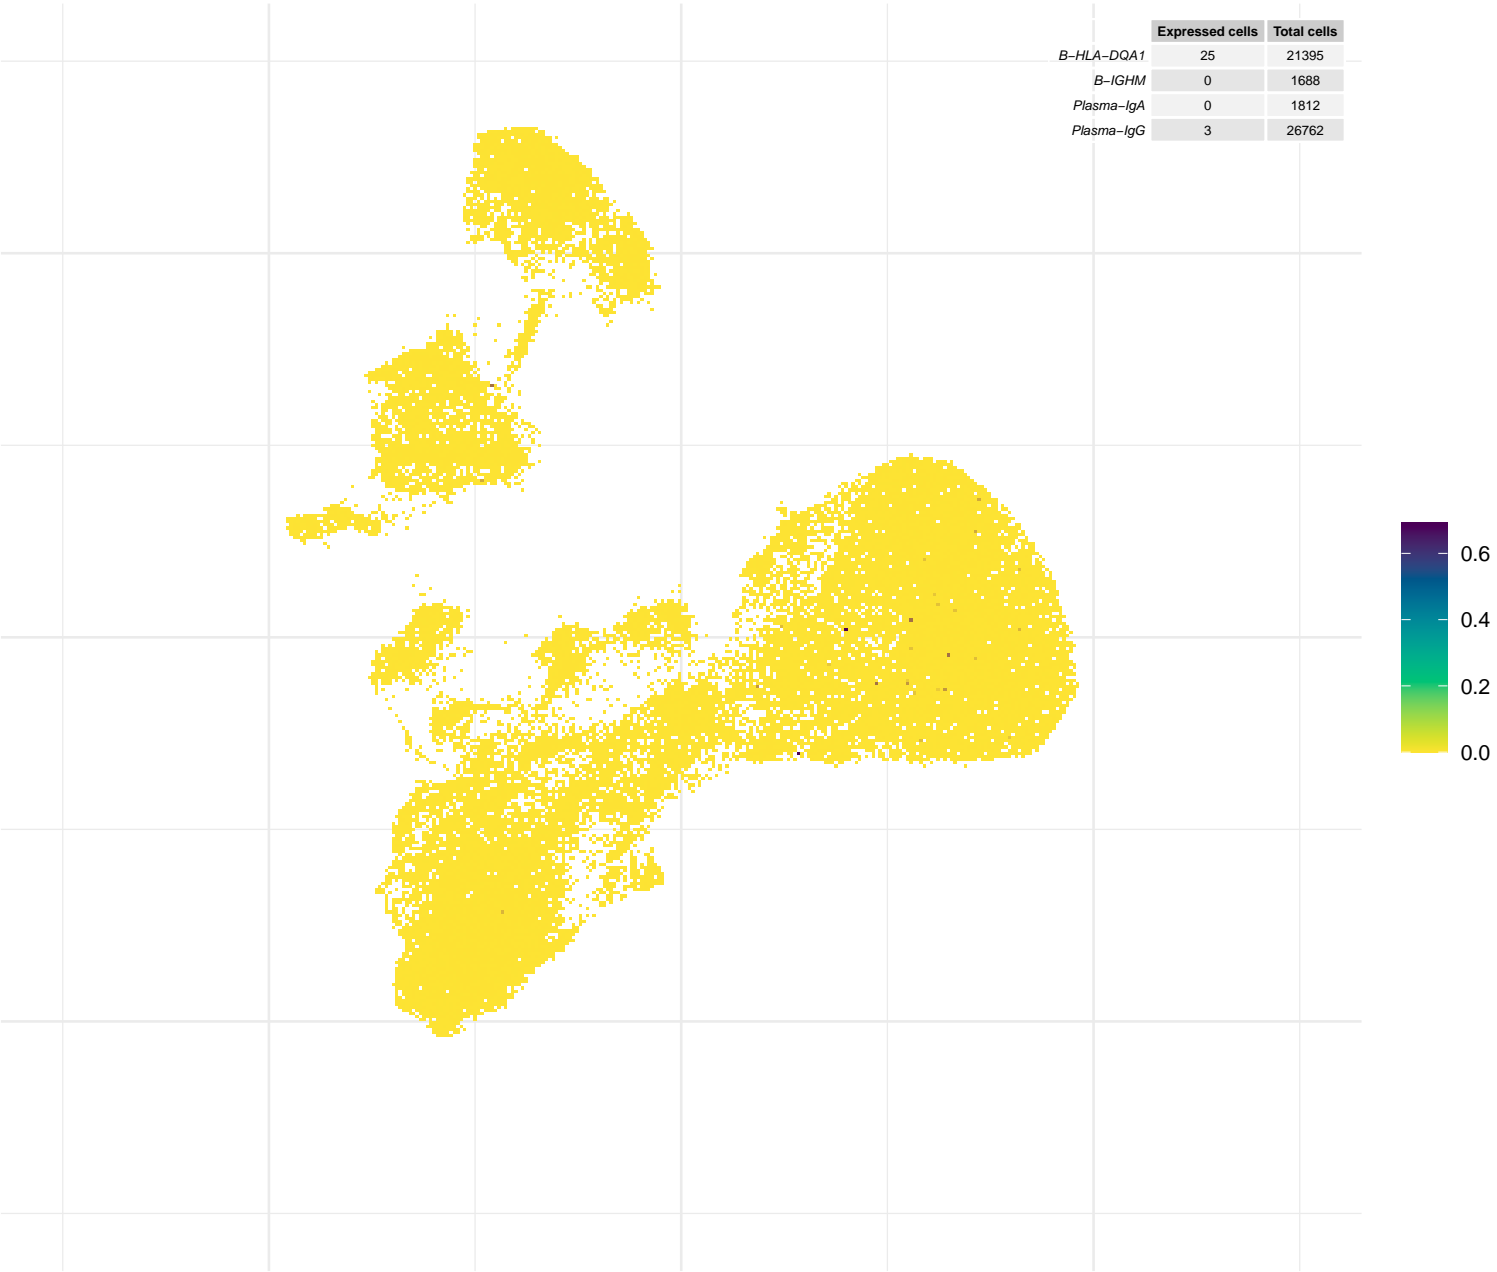 Expressed cells Total cells
B−HLA−DQA1 25 21395
B−IGHM 0 1688
Plasma−IgA 0 1812
Plasma−IgG 3 26762
0.6
0.4
0.2
0.0